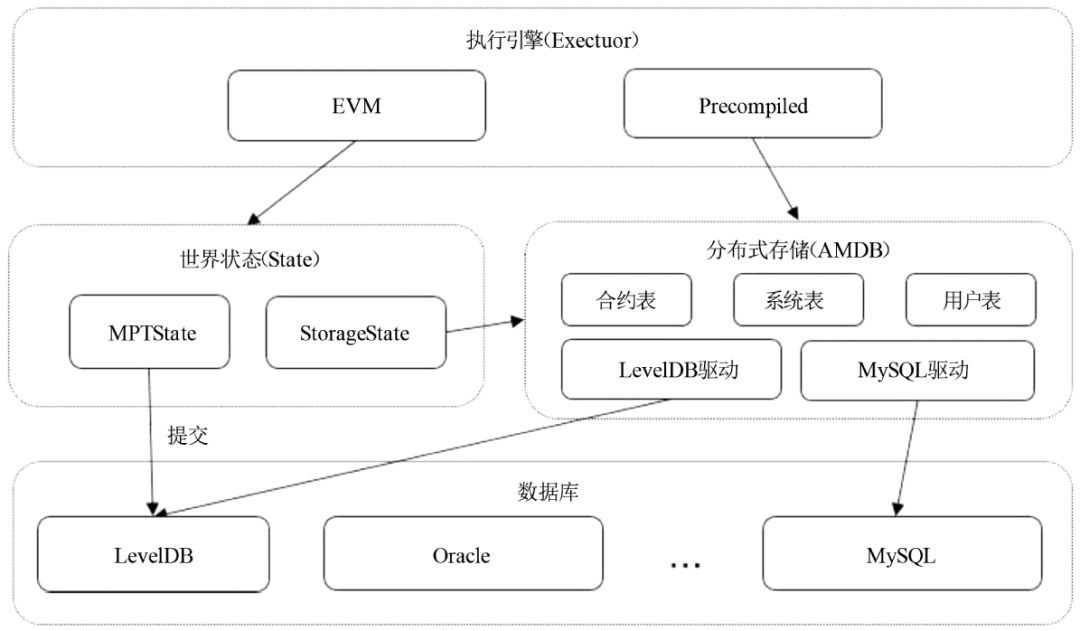 执行引擎(Exectuor)
EVM
Precompiled
世界状态(State)
MPTState
StorageState
分布式存储(AMDB)
合约表
系统表
用户表
LevelDB驱动
MySQL驱动
提交
数据库
LevelDB
Oracle
...
MySQL